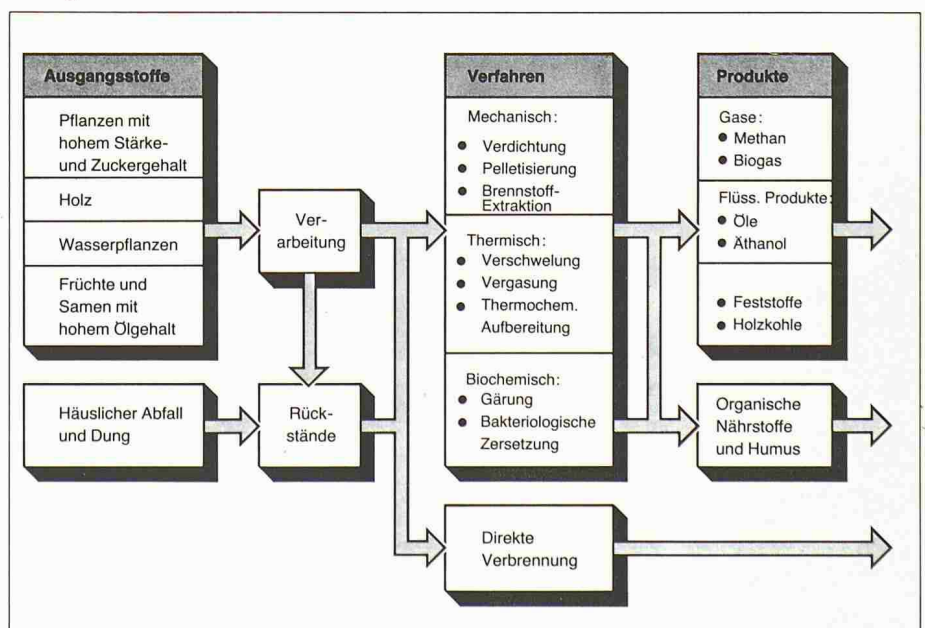 Ausgangsstoffe
Pflanzen mit
hohem Stärke-
und Zuckergehalt
Holz
Wasserpflanzen
Früchte und
Samen mit
hohem Ölgehalt
Häuslicher Abfall
und Dung
Ver-
arbeitung
Rück-
stände
Verfahren
Mechanisch:
• Verdichtung
• Pelletisierung
• Brennstoff-
Extraktion
Thermisch:
• Verschwelung
• Vergasung
• Thermochem.
Aufbereitung
Biochemisch:
• Gärung
• Bakteriologische
Zersetzung
Direkte
Verbrennung
Produkte
Gase:
• Methan
• Biogas
Flüss. Produkte:
• Öle
• Äthanol
• Feststoffe
• Holzkohle
Organische
Nährstoffe
und Humus